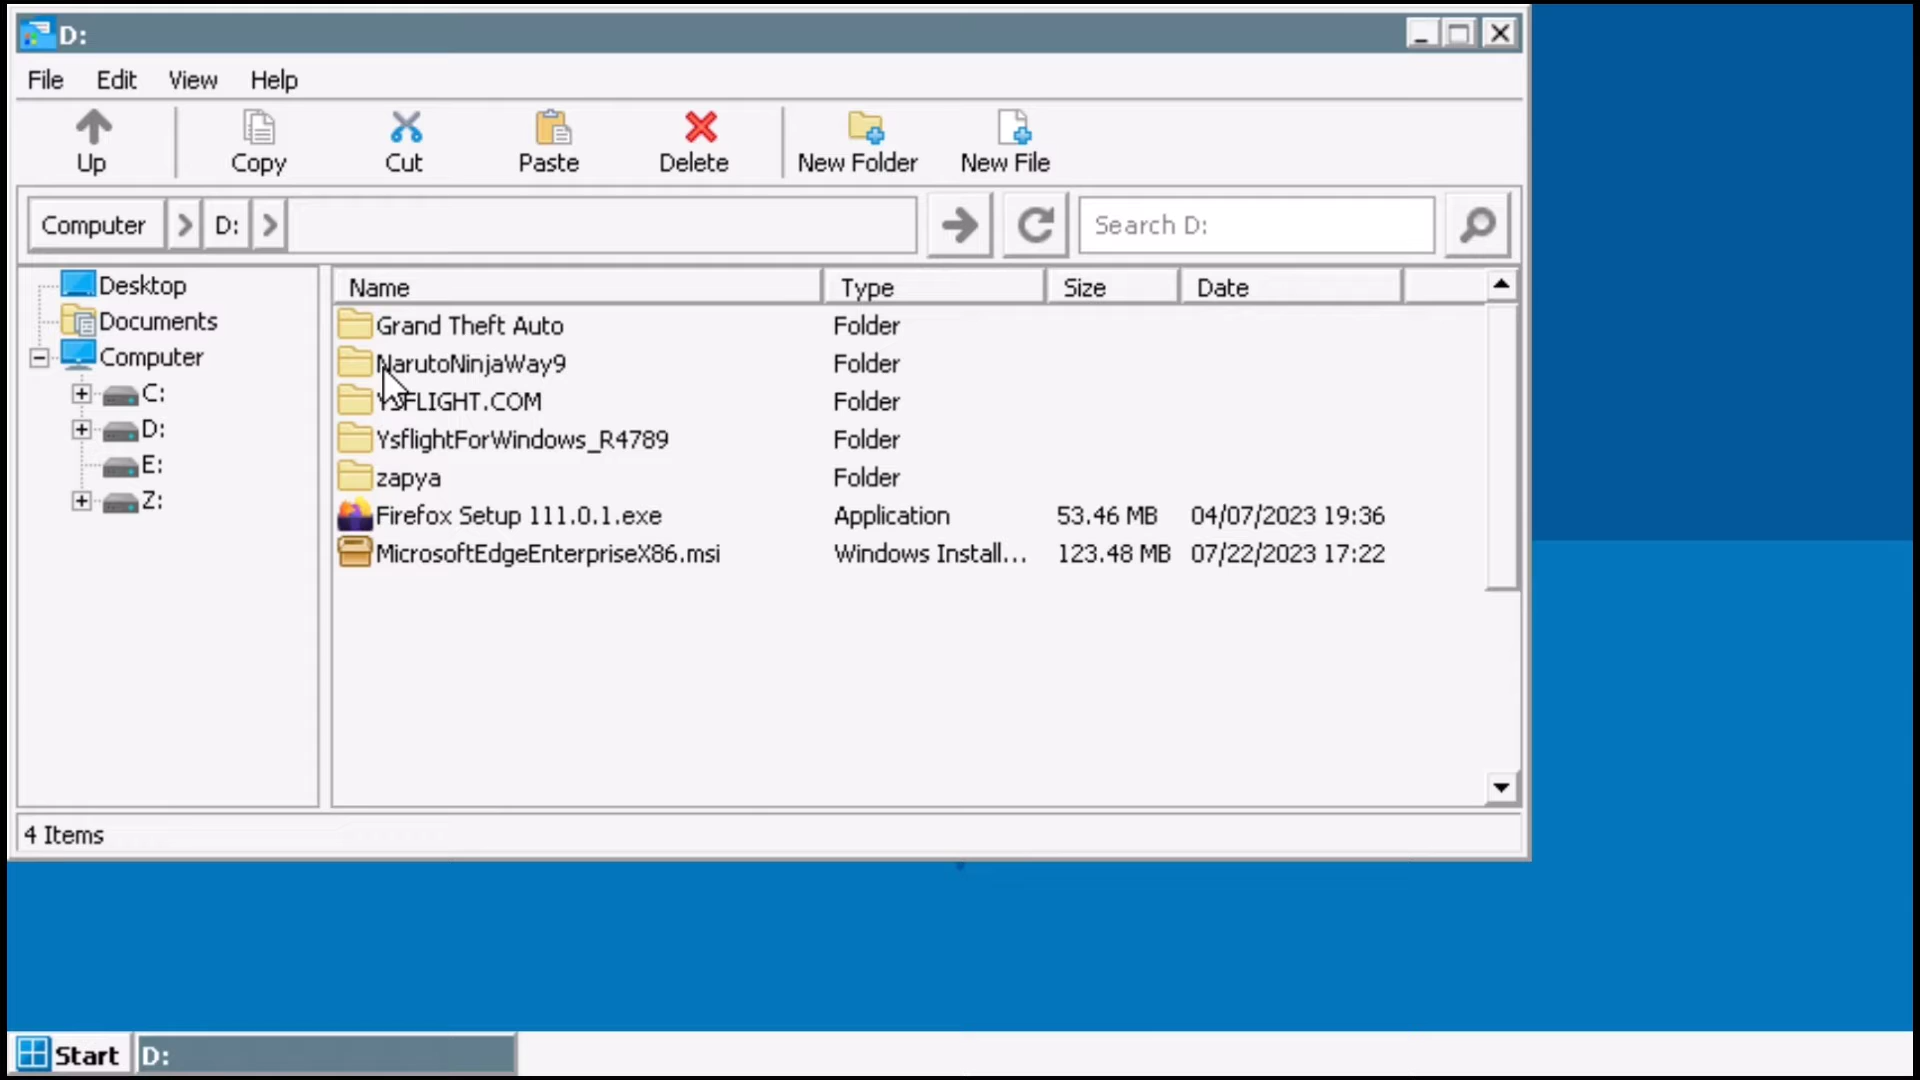 D:
File Edit View Help
Up Copy Cut Paste Delete New Folder New File
Computer D: Search D:
Desktop
Documents
Computer
C:
D:
E:
Z:
Name Type Size Date
Grand Theft Auto Folder
NarutoNinjaWay9 Folder
YSFLIGHT.COM Folder
YsflightForWindows_R4789 Folder
zapya Folder
Firefox Setup 111.0.1.exe Application 53.46 MB 04/07/2023 19:36
MicrosoftEdgeEnterpriseX86.msi Windows Install... 123.48 MB 07/22/2023 17:22
4 Items
Start D: